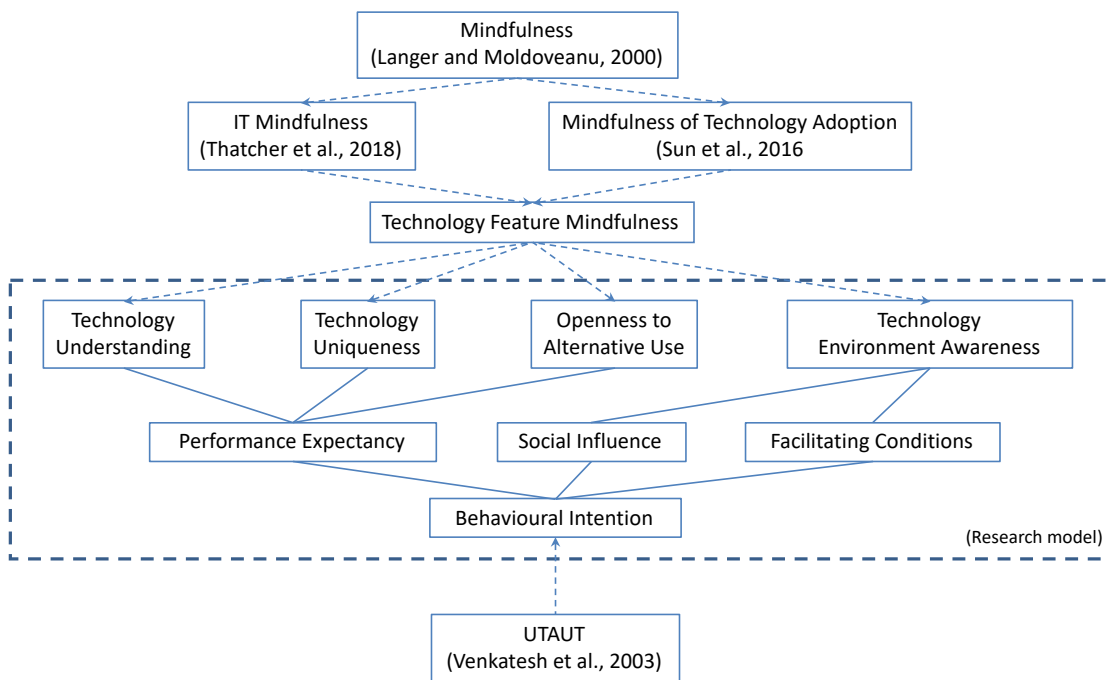 Mindfulness
(Langer and Moldoveanu, 2000)
IT Mindfulness
(Thatcher et al., 2018)
Mindfulness of Technology Adoption
(Sun et al., 2016
Technology Feature Mindfulness
Technology
Understanding
Technology
Uniqueness
Openness to
Alternative Use
Technology
Environment Awareness
Performance Expectancy
Social Influence
Facilitating Conditions
Behavioural Intention
(Research model)
UTAUT
(Venkatesh et al., 2003)